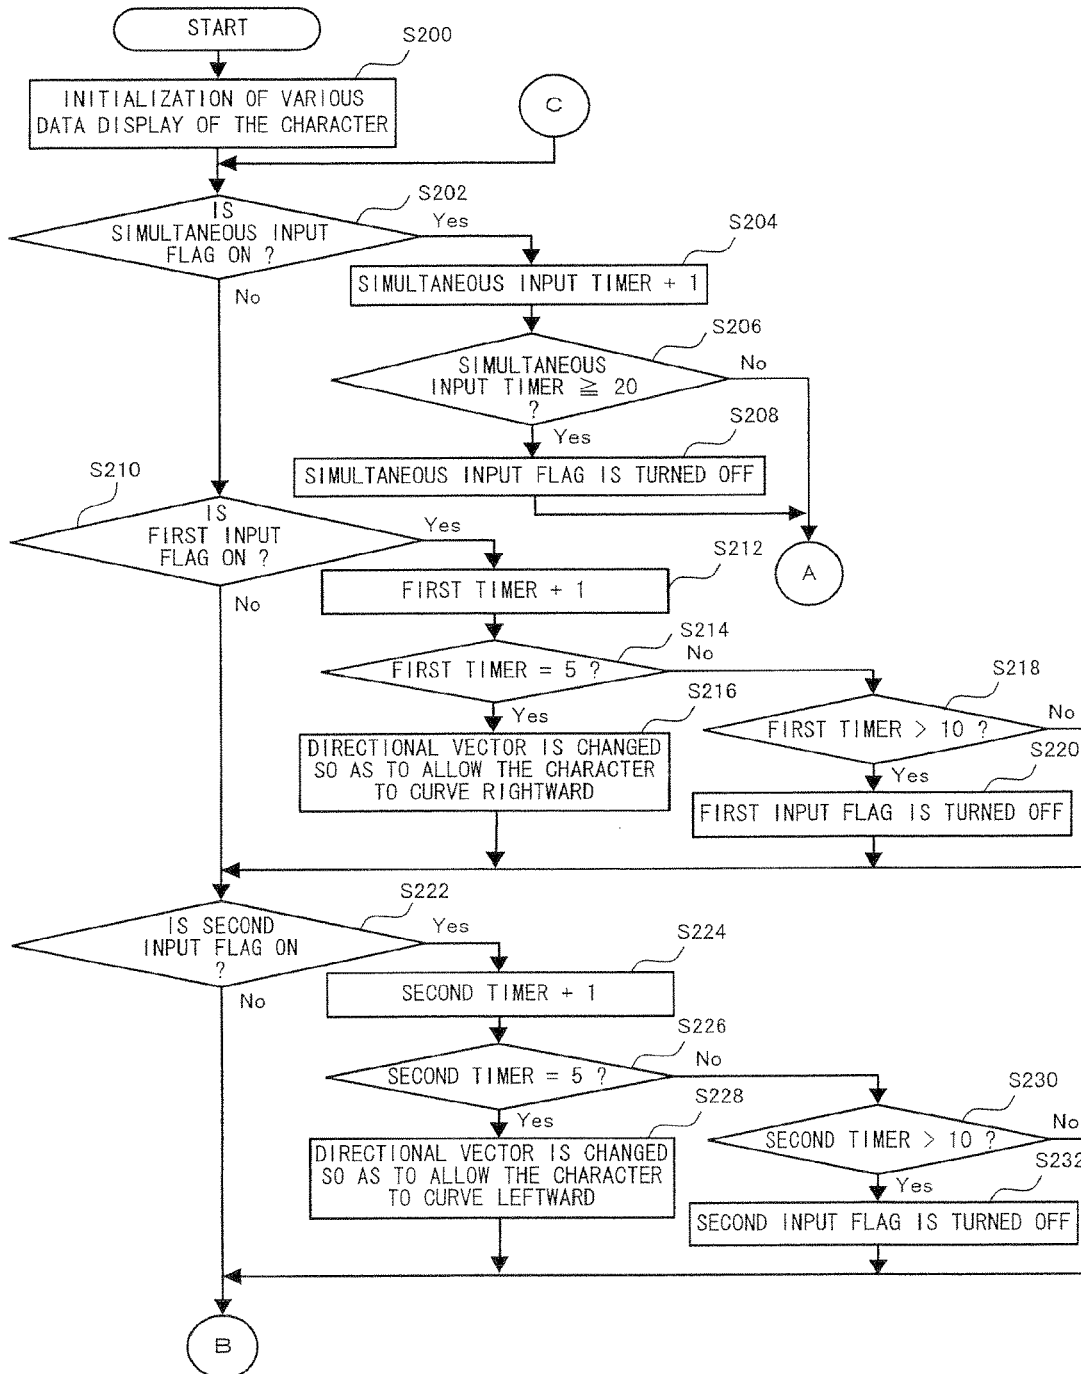 START
S200
INITIALIZATION OF VARIOUS
DATA DISPLAY OF THE CHARACTER
C
S202
IS
SIMULTANEOUS INPUT
FLAG ON ?
Yes
No
S204
SIMULTANEOUS INPUT TIMER + 1
S206
SIMULTANEOUS
INPUT TIMER ≧ 20
?
No
Yes
S208
SIMULTANEOUS INPUT FLAG IS TURNED OFF
A
S210
IS
FIRST INPUT
FLAG ON ?
Yes
No
S212
FIRST TIMER + 1
S214
FIRST TIMER = 5 ?
No
Yes
S216
DIRECTIONAL VECTOR IS CHANGED
SO AS TO ALLOW THE CHARACTER
TO CURVE RIGHTWARD
S218
FIRST TIMER > 10 ?
No
Yes
S220
FIRST INPUT FLAG IS TURNED OFF
S222
IS SECOND
INPUT FLAG ON
?
Yes
No
S224
SECOND TIMER + 1
S226
SECOND TIMER = 5 ?
No
Yes
S228
DIRECTIONAL VECTOR IS CHANGED
SO AS TO ALLOW THE CHARACTER
TO CURVE LEFTWARD
S230
SECOND TIMER > 10 ?
No
Yes
S232
SECOND INPUT FLAG IS TURNED OFF
B